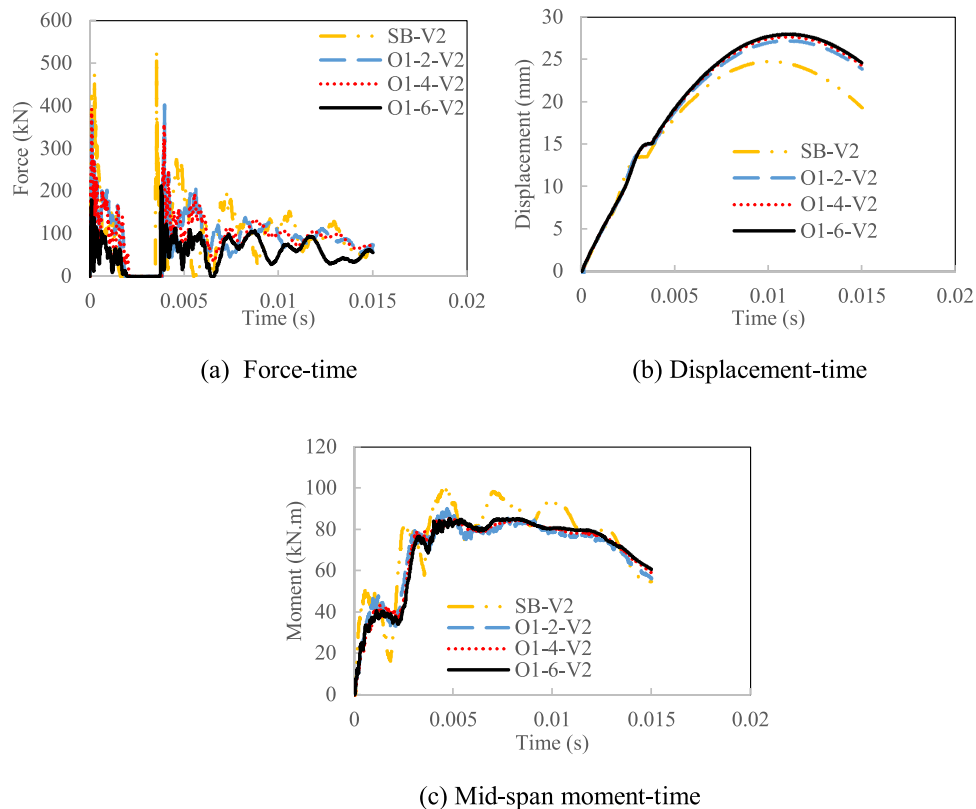 600
500
400
300
200
100
0
Force (kN)
0
0.005
0.01
0.015
0.02
Time (s)
SB-V2
O1-2-V2
O1-4-V2
O1-6-V2
(a) Force-time
30
25
20
15
10
5
0
Displacement (mm)
0
0.005
0.01
0.015
0.02
Time (s)
SB-V2
O1-2-V2
O1-4-V2
O1-6-V2
(b) Displacement-time
120
100
80
60
40
20
0
Moment (kN.m)
0
0.005
0.01
0.015
0.02
Time (s)
SB-V2
O1-2-V2
O1-4-V2
O1-6-V2
(c) Mid-span moment-time